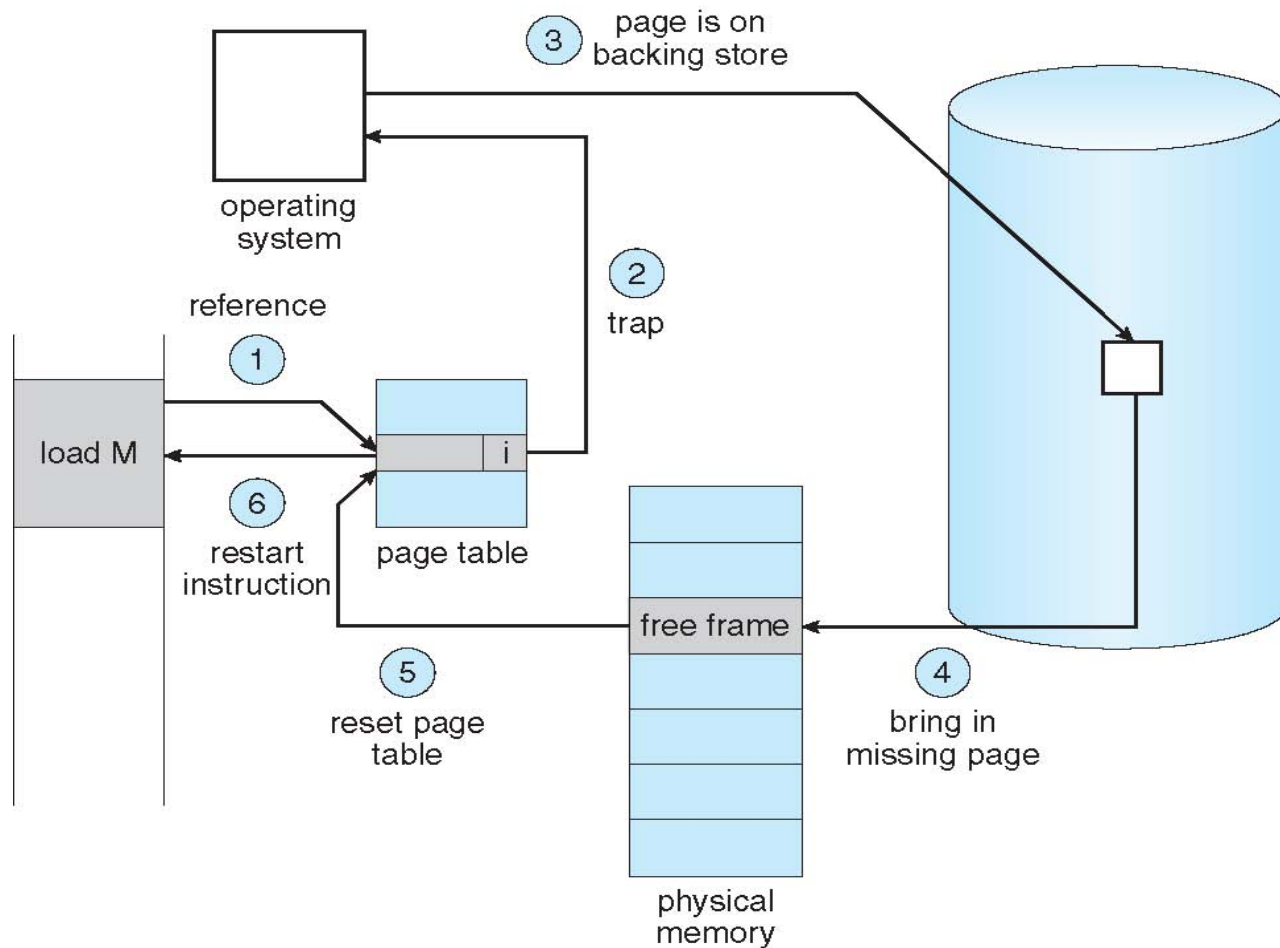 3
page is on
backing store
operating
system
2
trap
reference
1
load M
i
6
restart
instruction
page table
free frame
5
reset page
table
4
bring in
missing page
physical
memory